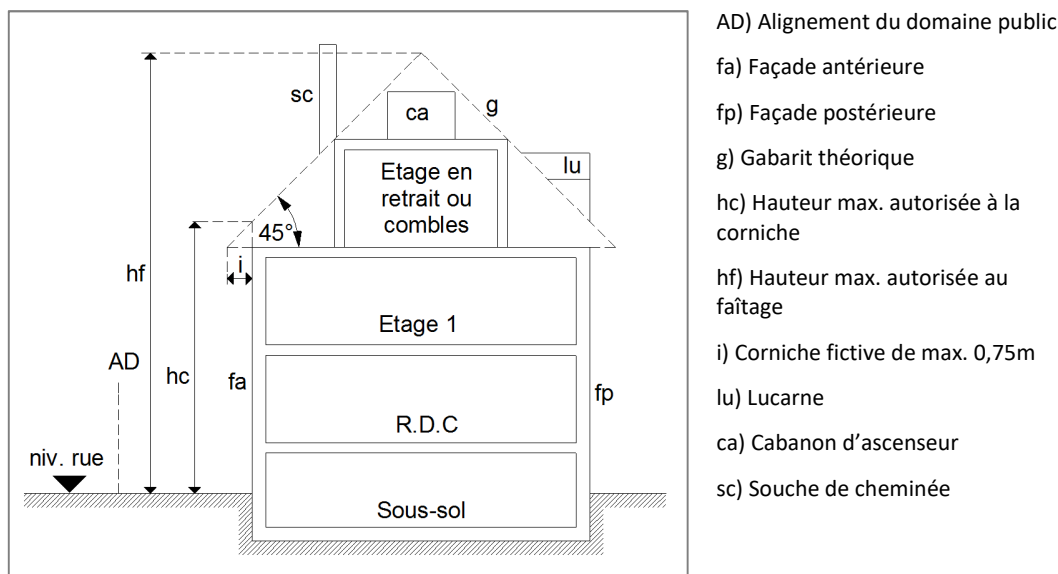 sc
ca
g
Etage en
retrait ou
combles
lu
45°
i
hf
Etage 1
AD
hc
fa
fp
R.D.C
niv. rue
Sous-sol
AD) Alignement du domaine public
fa) Façade antérieure
fp) Façade postérieure
g) Gabarit théorique
hc) Hauteur max. autorisée à la
corniche
hf) Hauteur max. autorisée au
faîtage
i) Corniche fictive de max. 0,75m
lu) Lucarne
ca) Cabanon d’ascenseur
sc) Souche de cheminée